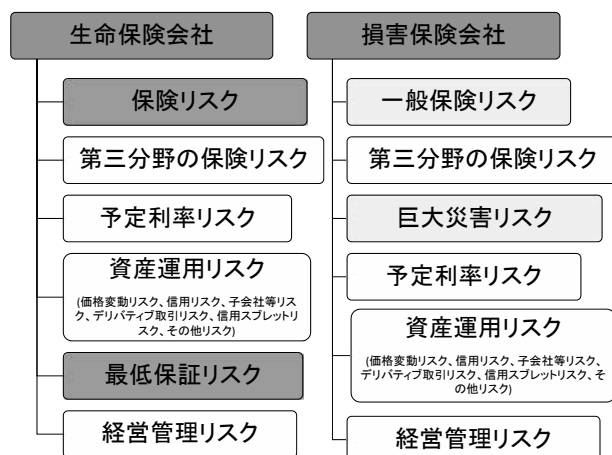 生命保険会社
保険リスク
第三分野の保険リスク
予定利率リスク
資産運用リスク
(価格変動リスク、信用リスク、子会社等リス
ク、デリバティブ取引リスク、信用スプレットリ
スク、その他リスク)
最低保証リスク
経営管理リスク
損害保険会社
一般保険リスク
第三分野の保険リスク
巨大災害リスク
予定利率リスク
資産運用リスク
(価格変動リスク、信用リスク、子会社等リスク、
デリバティブ取引リスク、信用スプレットリスク、そ
の他リスク)
経営管理リスク